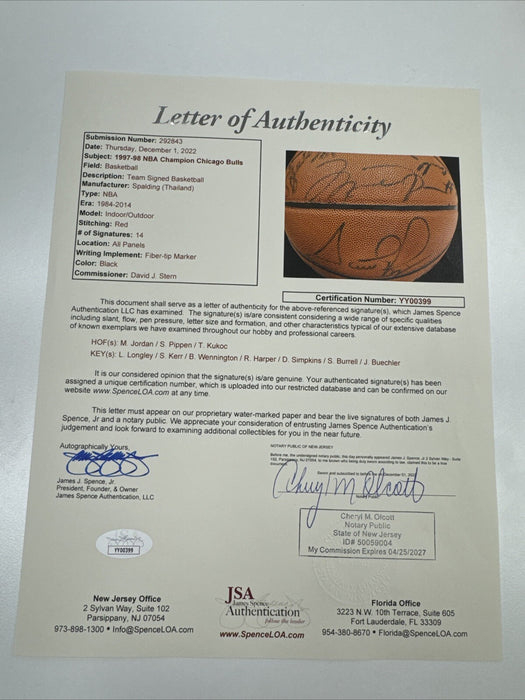 Letter of Authenticity
Submission Number: 292843
Date: Thursday, December 1, 2022
Subject: 1997-98 NBA Champion Chicago Bulls
Field: Basketball
Description: Team Signed Basketball
Manufacturer: Spalding (Thailand)
Type: NBA
Era: 1984-2014
Model: Indoor/Outdoor
Stitching: Red
# of Signatures: 14
Location: All Panels
Writing Implement: Fiber-tip Marker
Color: Black
Commissioner: David J. Stern
Certification Number: YY00399
This document shall serve as a letter of authenticity for the above-referenced signature(s), which James Spence
Authentication LLC has examined. The signature(s) is/are consistent considering a wide range of specific qualities
including slant, flow, pen pressure, letter size and formation, and other characteristics typical of our extensive database
of known exemplars we have examined throughout our hobby and professional careers.
HOF(s): M. Jordan / S. Pippen / T. Kukoc
KEY(s): L. Longley / S. Kerr / B. Wennington / R. Harper / D. Simpkins / S. Burrell / J. Buechler
It is our considered opinion that the signature(s) is/are genuine. Your authenticated signature(s) has been
assigned a unique certification number, which is uploaded into our restricted database and can be confirmed on our
website www.SpenceLOA.com at any time.
This letter must appear on our proprietary water-marked paper and bear the live signatures of both James J.
Spence, Jr and a notary public. We appreciate your consideration of entrusting James Spence Authentication's
judgement and look forward to examining additional collectibles for you in the near future.
Autographically Yours,
James J. Spence, Jr.
President, Founder, & Owner
James Spence Authentication, LLC
NOTARY PUBLIC OF NEW JERSEY
Cheryl M. Olcott
Cheryl M. Olcott
Notary Public
State of New Jersey
ID# 50059004
My Commission Expires 04/25/2027
YY00399
New Jersey Office
2 Sylvan Way, Suite 102
Parsippany, NJ 07054
973-898-1300 • Info@SpenceLOA.com
JSA
James Spence
Authentication
follow the leader
www.SpenceLOA.com
Florida Office
3223 N.W. 10th Terrace, Suite 605
Fort Lauderdale, FL 33309
954-380-8670 • Florida@SpenceLOA.com